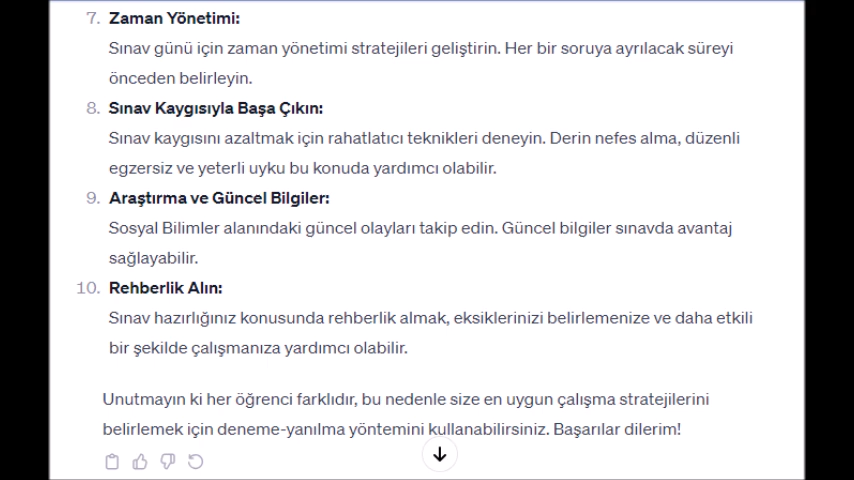 7. Zaman Yönetimi:
Sınav günü için zaman yönetimi stratejileri geliştirin. Her bir soruya ayrılacak süreyi
önceden belirleyin.
8. Sınav Kaygısıyla Başa Çıkın:
Sınav kaygısını azaltmak için rahatlatıcı teknikleri deneyin. Derin nefes alma, düzenli
egzersiz ve yeterli uyku bu konuda yardımcı olabilir.
9. Araştırma ve Güncel Bilgiler:
Sosyal Bilimler alanındaki güncel olayları takip edin. Güncel bilgiler sınavda avantaj
sağlayabilir.
10. Rehberlik Alın:
Sınav hazırlığınız konusunda rehberlik almak, eksiklerinizi belirlemenize ve daha etkili
bir şekilde çalışmanıza yardımcı olabilir.
Unutmayın ki her öğrenci farklıdır, bu nedenle size en uygun çalışma stratejilerini
belirlemek için deneme-yanılma yöntemini kullanabilirsiniz. Başarılar dilerim!